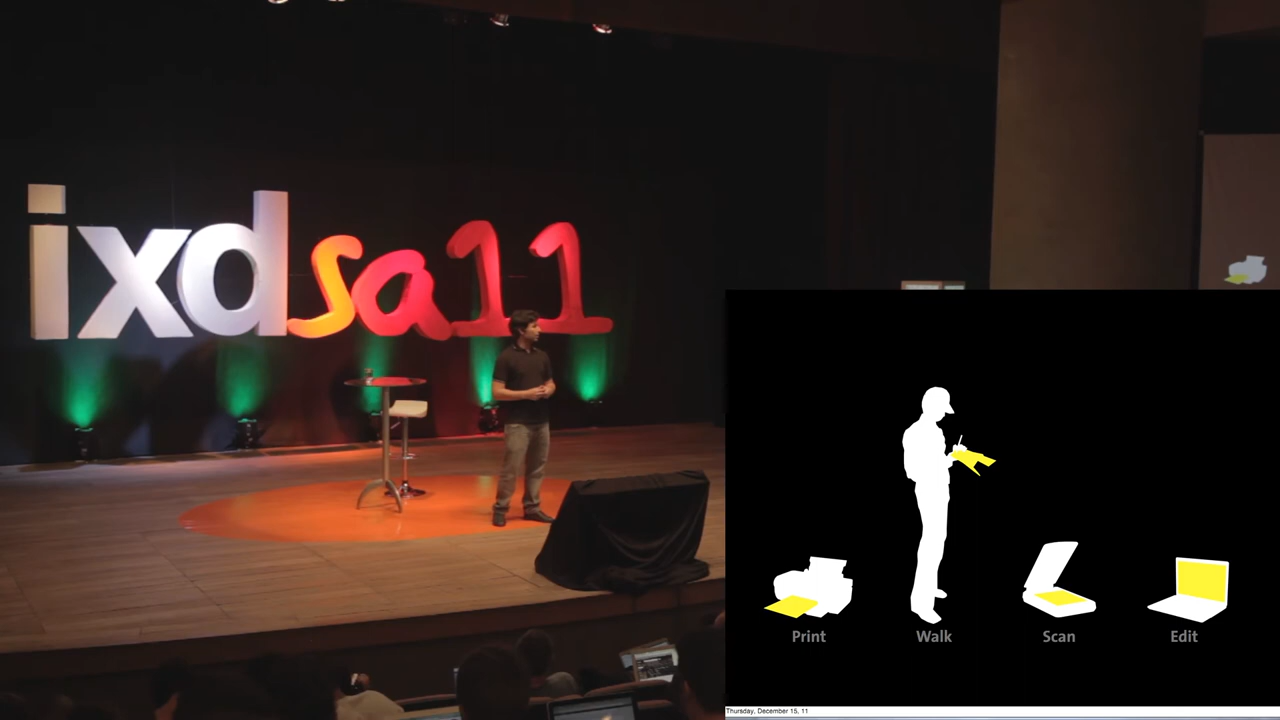 ixdsa11
Print
Walk
Scan
Edit
Thursday, December 15, 11